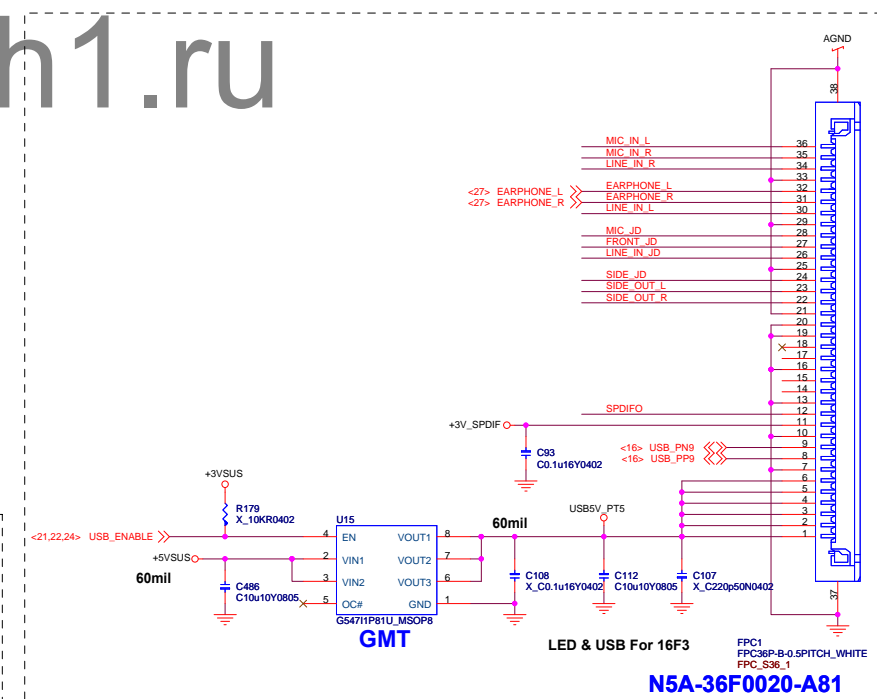 h1.ru
AGND
38
MIC_IN_L 36
MIC_IN_R 35
LINE_IN_R 34
33
<27> EARPHONE_L EARPHONE_L 32
<27> EARPHONE_R EARPHONE_R 31
LINE_IN_L 30
29
MIC_JD 28
FRONT_JD 27
LINE_IN_JD 26
25
SIDE_JD 24
SIDE_OUT_L 23
SIDE_OUT_R 22
21
20
19
18
17
16
15
14
13
SPDIFO 12
+3V_SPDIF 11
10
<16> USB_PN9 9
<16> USB_PP9 8
7
6
5
4
3
2
1
C93
C0.1u16Y0402
+3VSUS
R179
X_10KR0402
<21,22,24> USB_ENABLE
+5VSUS
60mil
C486
C10u10Y0805
U15
4 EN VOUT1 8
2 VIN1 VOUT2 7
3 VIN2 VOUT3 6
5 OC# GND 1
G547I1P81U_MSOP8
GMT
60mil
USB5V_PT5
C108
X_C0.1u16Y0402
C112
C10u10Y0805
C107
X_C220p50N0402
37
LED & USB For 16F3
FPC1
FPC36P-B-0.5PITCH_WHITE
FPC_S36_1
N5A-36F0020-A81